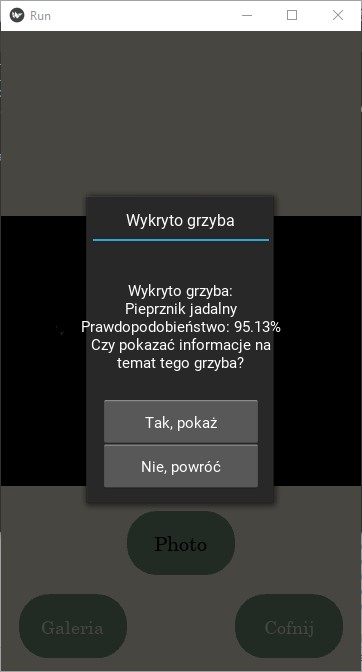 Run
Wykryto grzyba
Wykryto grzyba:
Pieprznik jadalny
Prawdopodobieństwo: 95.13%
Czy pokazać informacje na
temat tego grzyba?
Tak, pokaż
Nie, powróć
Photo
Galeria
Cofnij